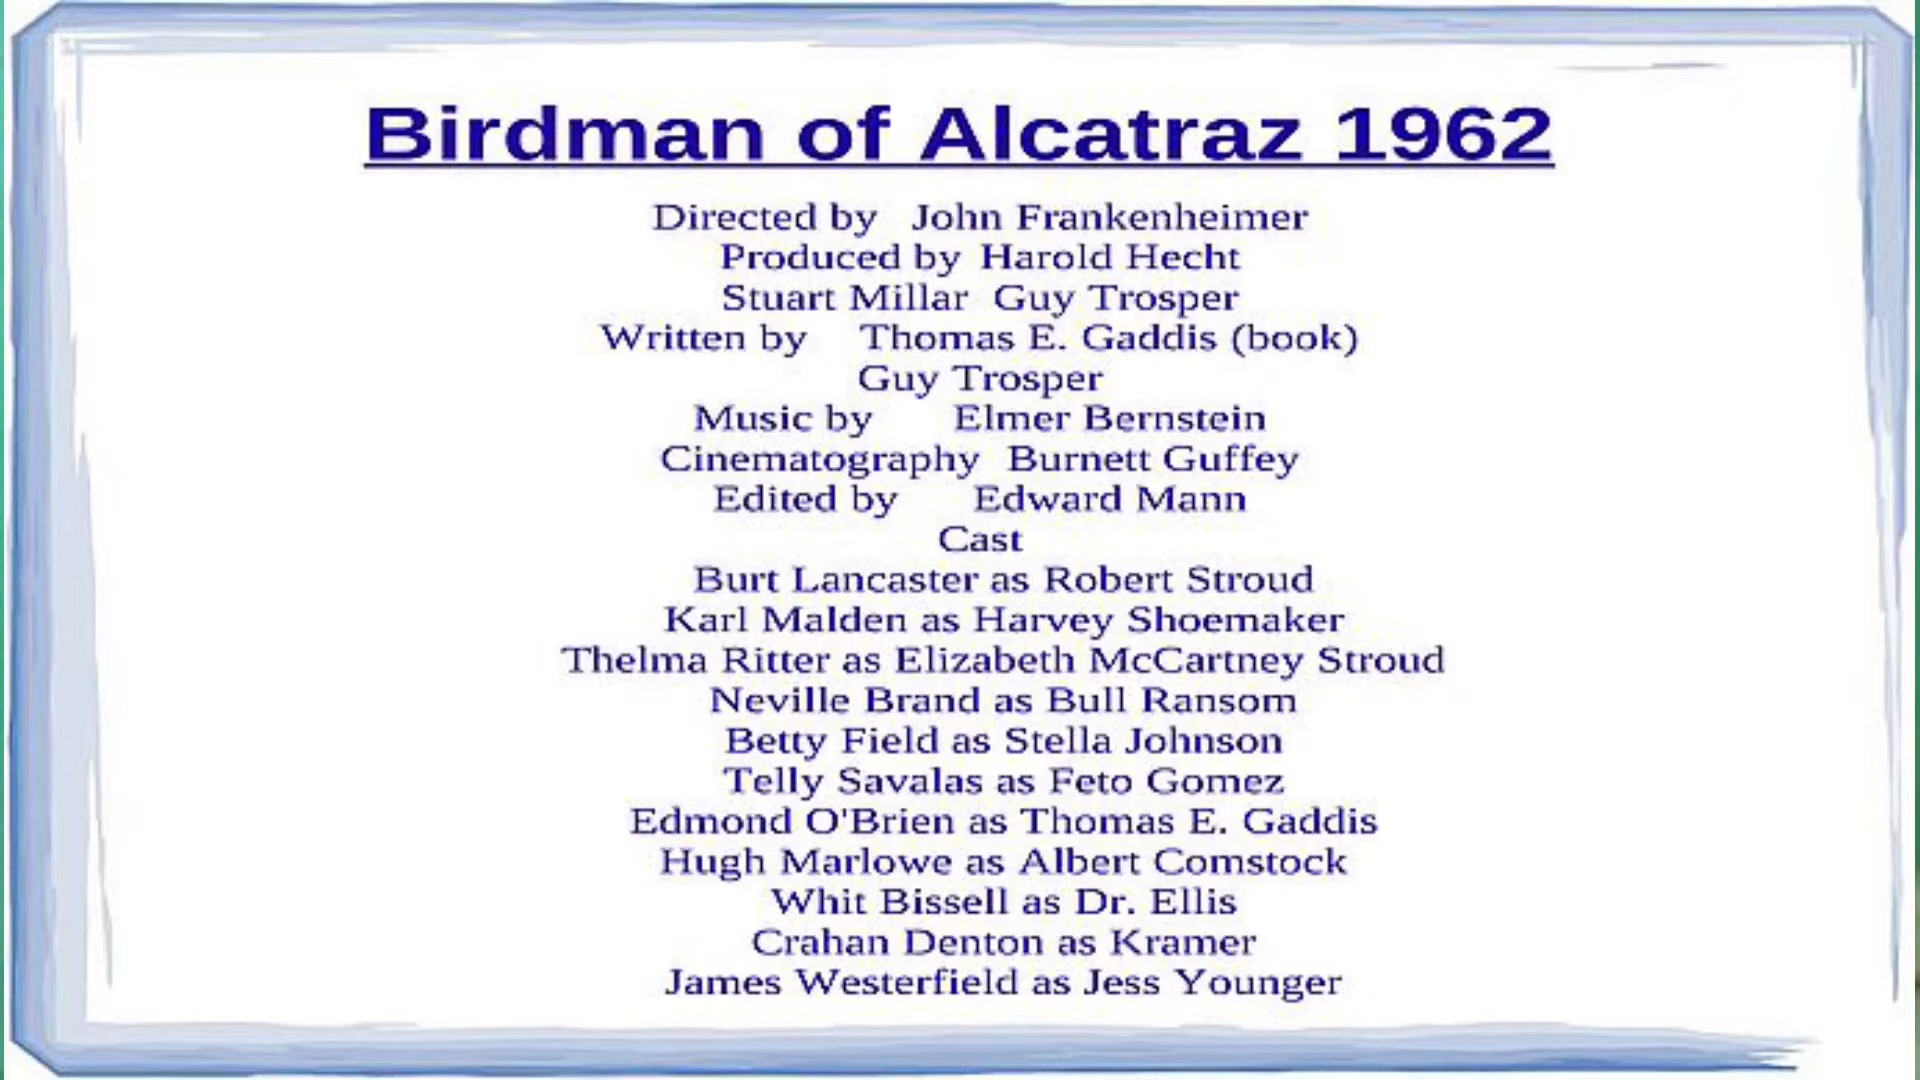 Birdman of Alcatraz 1962
Directed by John Frankenheimer
Produced by Harold Hecht
Stuart Millar Guy Trosper
Written by Thomas E. Gaddis (book)
Guy Trosper
Music by Elmer Bernstein
Cinematography Burnett Guffey
Edited by Edward Mann
Cast
Burt Lancaster as Robert Stroud
Karl Malden as Harvey Shoemaker
Thelma Ritter as Elizabeth McCartney Stroud
Neville Brand as Bull Ransom
Betty Field as Stella Johnson
Telly Savalas as Feto Gomez
Edmond O'Brien as Thomas E. Gaddis
Hugh Marlowe as Albert Comstock
Whit Bissell as Dr. Ellis
Crahan Denton as Kramer
James Westerfield as Jess Younger